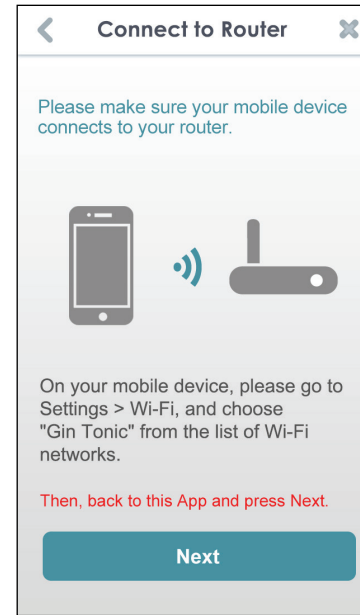 Connect to Router
Please make sure your mobile device
connects to your router.
On your mobile device, please go to
Settings > Wi-Fi, and choose
"Gin Tonic" from the list of Wi-Fi
networks.
Then, back to this App and press Next.
Next